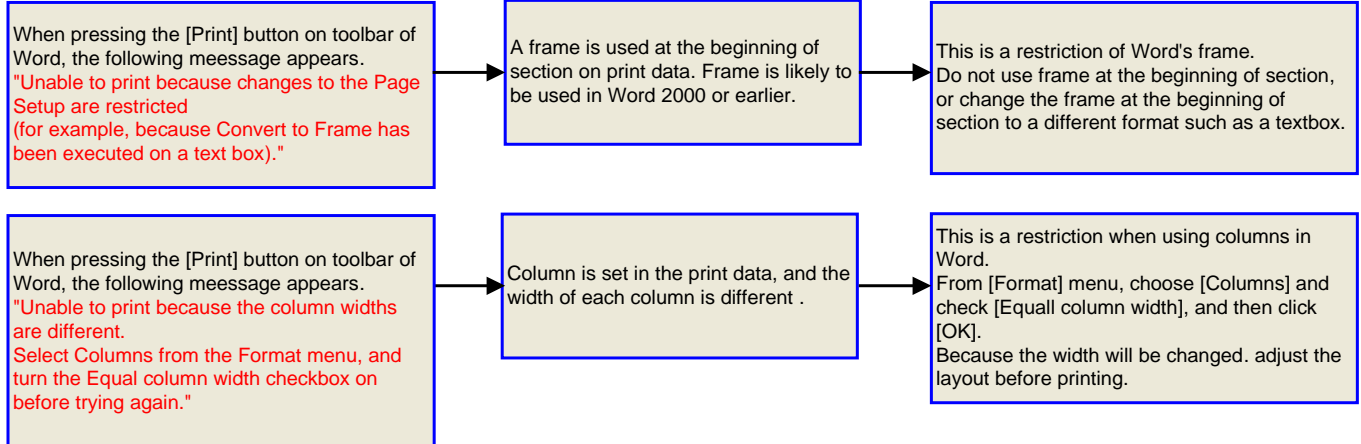 When pressing the [Print] button on toolbar of
Word, the following meessage appears.
"Unable to print because changes to the Page
Setup are restricted
(for example, because Convert to Frame has
been executed on a text box)."
A frame is used at the beginning of
section on print data. Frame is likely to
be used in Word 2000 or earlier.
This is a restriction of Word's frame.
Do not use frame at the beginning of section,
or change the frame at the beginning of
section to a different format such as a textbox.
When pressing the [Print] button on toolbar of
Word, the following meessage appears.
"Unable to print because the column widths
are different.
Select Columns from the Format menu, and
turn the Equal column width checkbox on
before trying again."
Column is set in the print data, and the
width of each column is different .
This is a restriction when using columns in
Word.
From [Format] menu, choose [Columns] and
check [Equall column width], and then click
[OK].
Because the width will be changed. adjust the
layout before printing.